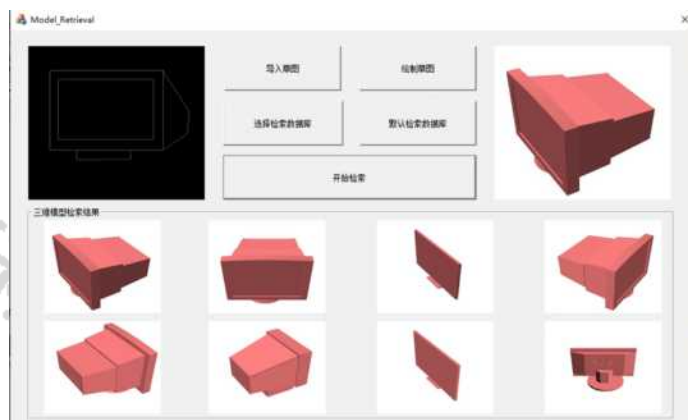 Model_Retrieval
导入草图
绘制草图
选择检索数据库
默认检索数据库
开始检索
三维模型检索结果